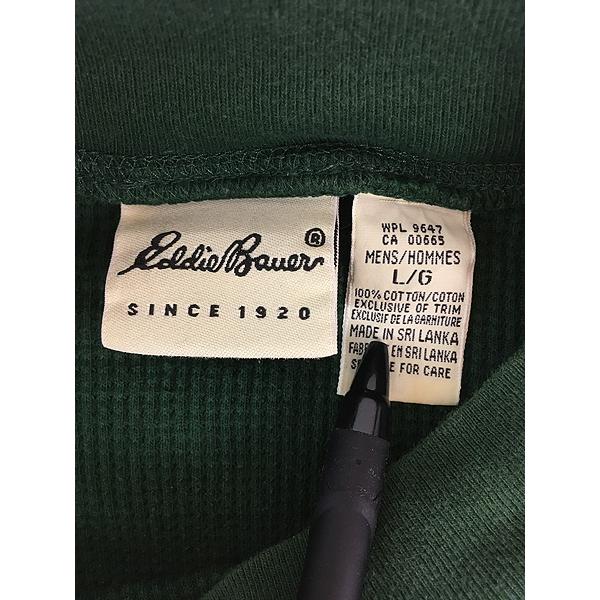 Eddie Bauer®
SINCE 1920
WPL 9647
CA 00665
MENS/HOMMES
L/G
100% COTTON/COTON
EXCLUSIVE OF TRIM
EXCLUSIF DE LA GARNITURE
MADE IN SRI LANKA
EN SRI LANKA
FOR CARE